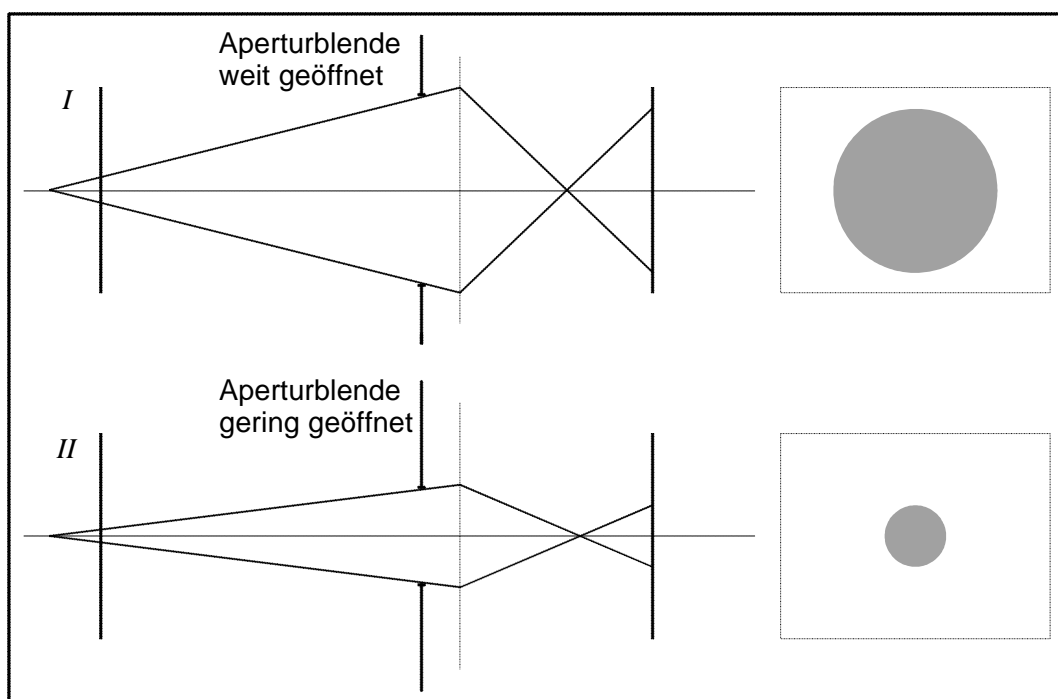 Aperturblende
weit geöffnet
I
Aperturblende
gering geöffnet
II